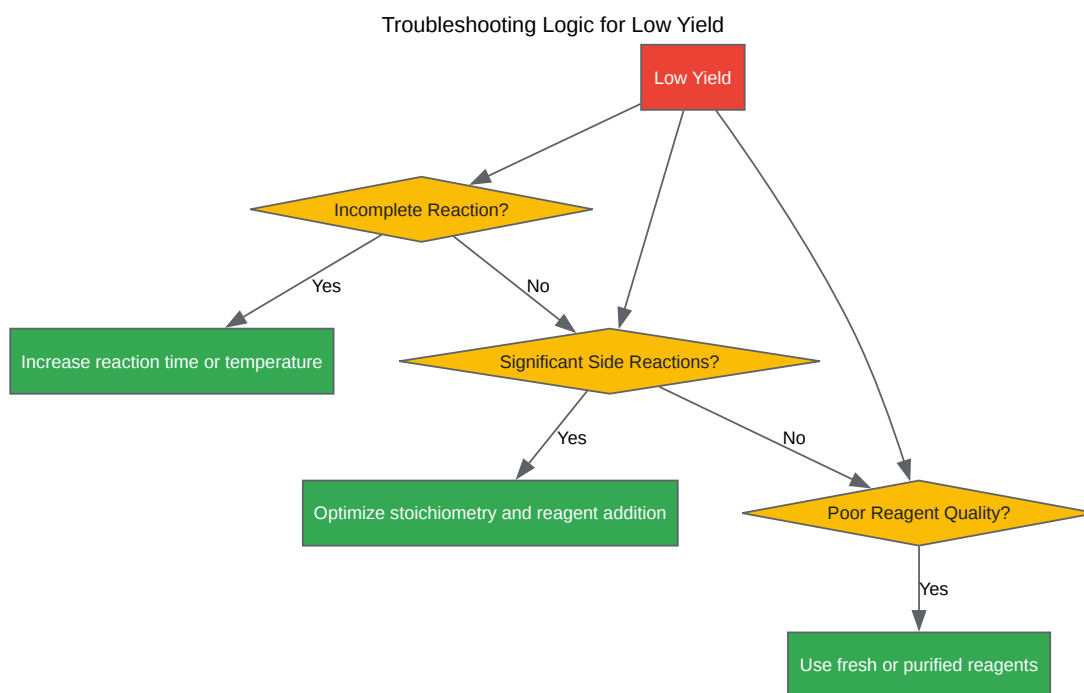 Troubleshooting Logic for Low Yield
Low Yield
Incomplete Reaction?
Yes
No
Increase reaction time or temperature
Significant Side Reactions?
Yes
No
Optimize stoichiometry and reagent addition
Poor Reagent Quality?
Yes
Use fresh or purified reagents